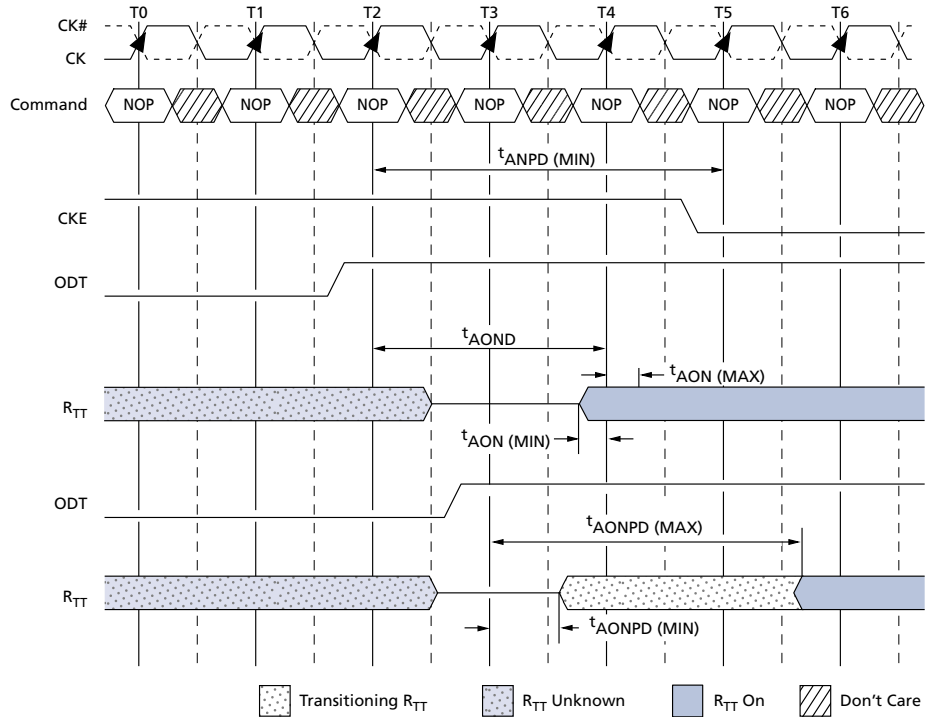 CK#
CK
T0 T1 T2 T3 T4 T5 T6
Command NOP NOP NOP NOP NOP NOP NOP
tANPD (MIN)
CKE
ODT
tAOND
tAON (MAX)
RTT
tAON (MIN)
ODT
tAONPD (MAX)
RTT
tAONPD (MIN)
Transitioning RTT RTT Unknown RTT On Don't Care